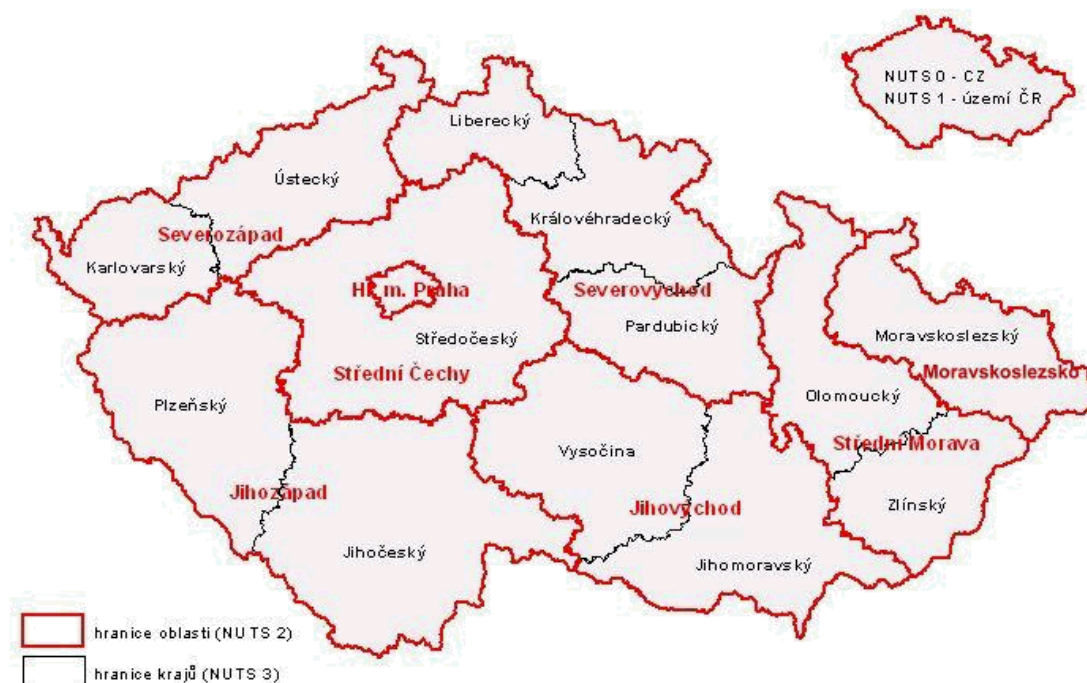 NUTS 0 - CZ
NUTS 1 - území ČR
Liberecký
Ústecký
Královéhradecký
Severozápad
Karlovarský
Hl. m. Praha
Severovýchod
Pardubický
Středočeský
Moravskoslezský
Střední Čechy
Moravskoslezsko
Plzeňský
Olomoucký
Vysočina
Střední Morava
Jihozápad
Zlínský
Jihovýchod
Jihočeský
Jihomoravský
hranice oblastí (NUTS 2)
hranice krajů (NUTS 3)